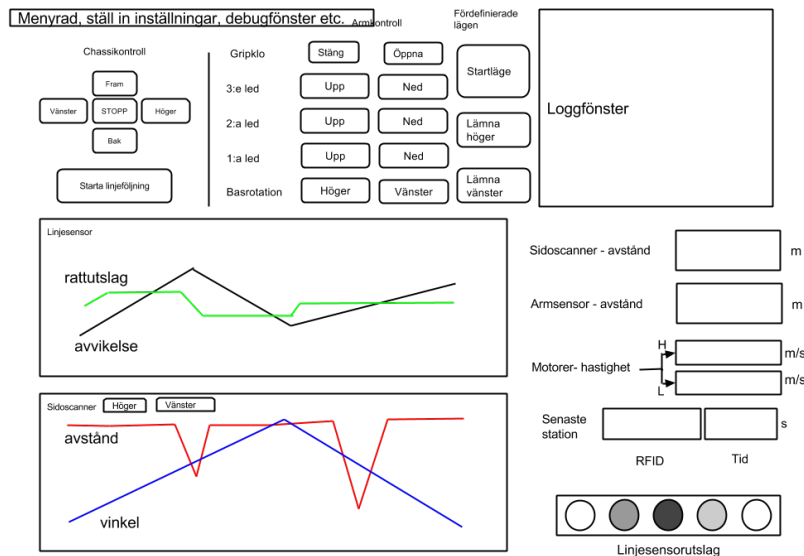 Menyrad, ställ in inställningar, debugfönster etc.
Armkontroll
Fördefinierade
lägen
Chassikontroll
Gripklo
Stäng
Öppna
Startläge
Loggfönster
Fram
3:e led
Upp
Ned
Vänster
STOPP
Höger
2:a led
Upp
Ned
Lämna
höger
Bak
1:a led
Upp
Ned
Starta linjeföljning
Basrotation
Höger
Vänster
Lämna
vänster
Linjesensor
rattutslag
avvikelse
Sidoscanner - avstånd
m
Armsensor - avstånd
m
Motorer- hastighet
H
m/s
L
m/s
Sidoscanner
Höger
Vänster
avstånd
vinkel
Senaste
station
s
RFID
Tid
Linjesensorutslag